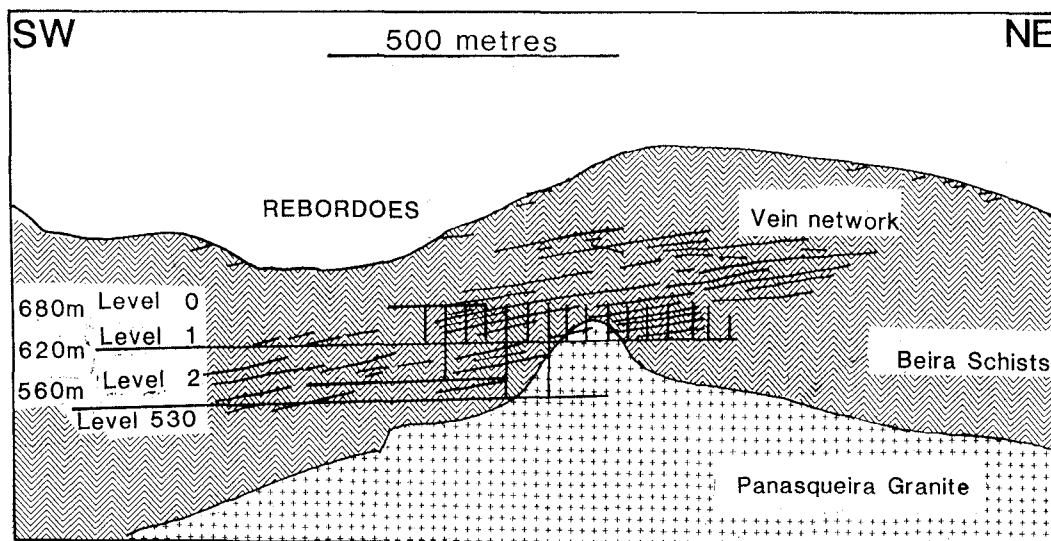 SW
500 metres
NE
REBORDOES
Vein network
680m Level 0
Level 1
620m
Level 2
560m
Level 530
Beira Schists
Panasqueira Granite